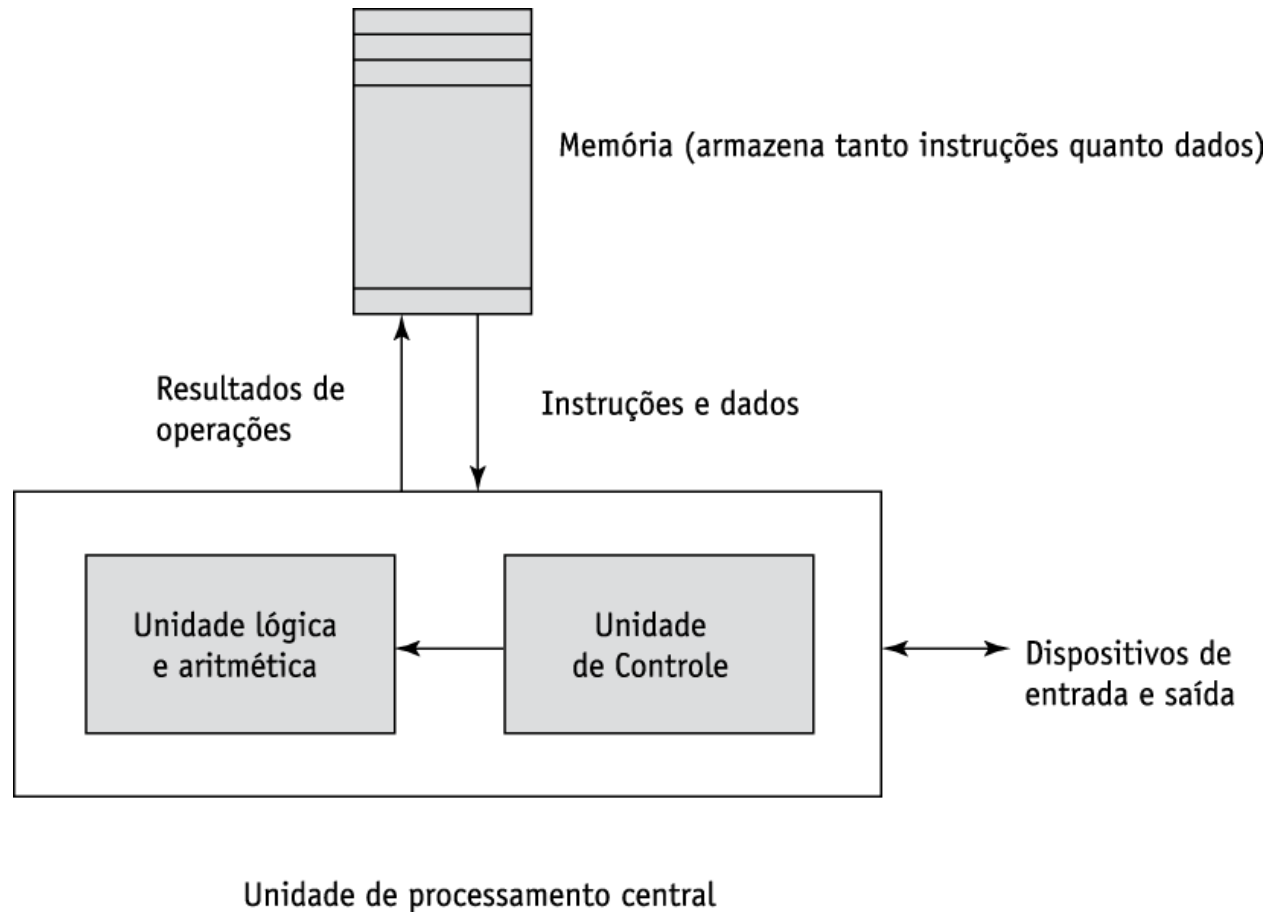 Memória (armazena tanto instruções quanto dados)
Resultados de
operações
Instruções e dados
Unidade lógica
e aritmética
Unidade
de Controle
Dispositivos de
entrada e saída
Unidade de processamento central